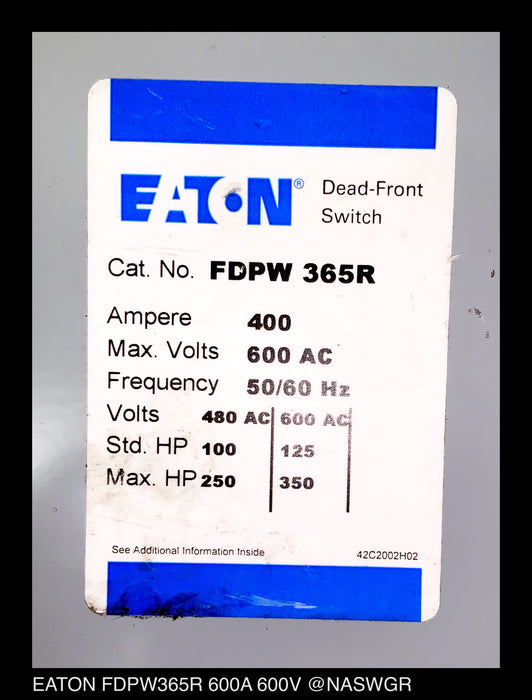 EATON® Dead-Front
Switch
Cat. No. FDPW 365R
Ampere 400
Max. Volts 600 AC
Frequency 50/60 Hz
Volts 480 AC 600 AC
Std. HP 100 125
Max. HP 250 350
See Additional Information Inside 42C2002H02
EATON FDPW365R 600A 600V @NASWGR